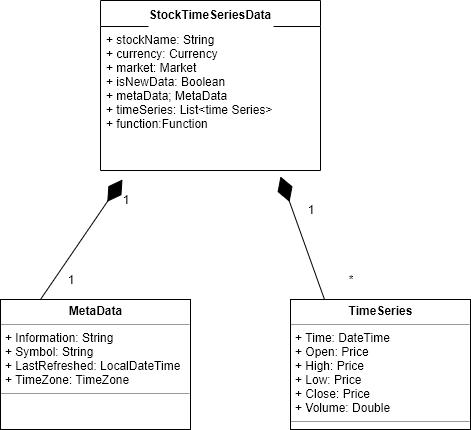 StockTimeSeriesData
+ stockName: String
+ currency: Currency
+ market: Market
+ isNewData: Boolean
+ metaData; MetaData
+ timeSeries: List<time Series>
+ function:Function
1
1
1
*
MetaData
+ Information: String
+ Symbol: String
+ LastRefreshed: LocalDateTime
+ TimeZone: TimeZone
TimeSeries
+ Time: DateTime
+ Open: Price
+ High: Price
+ Low: Price
+ Close: Price
+ Volume: Double